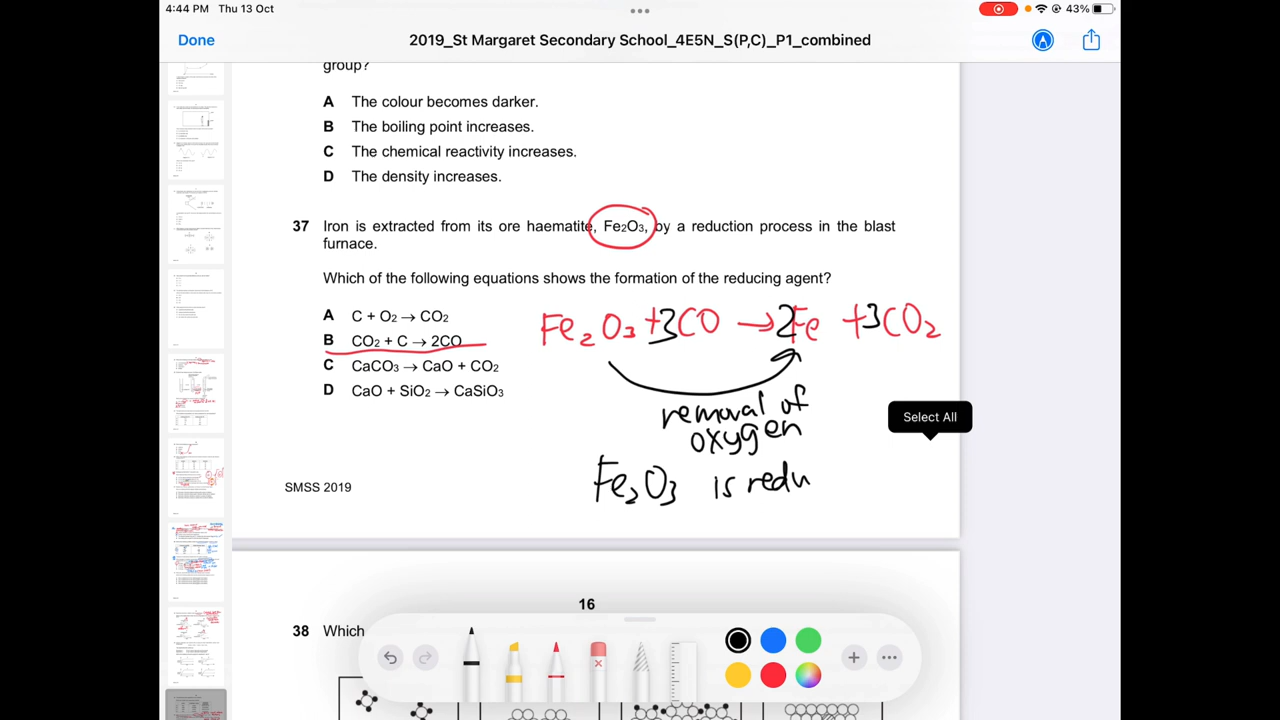 4:44 PM Thu 13 Oct
43%
Done
2019_St Margaret Secondary School_4E5N_S(P,C)_P1_combined
group?
A The colour becomes darker.
B The boiling point increases.
C The chemical reactivity increases.
D The density increases.
37 Iron is extracted from its ore haematite, Fe2O3, by a reduction process in the blast
furnace.
Which of the following equations shows the formation of the reducing agent?
A C + O2 → CO2
B CO2 + C → 2CO
C CaCO3 → CaO + CO2
D CaO + SiO2 → CaSiO3
Fe2O3 + 3CO → 2Fe + 3CO2
removal of
oxygen
Select All
Fe2O3 is redu
SMSS 2019
16
38